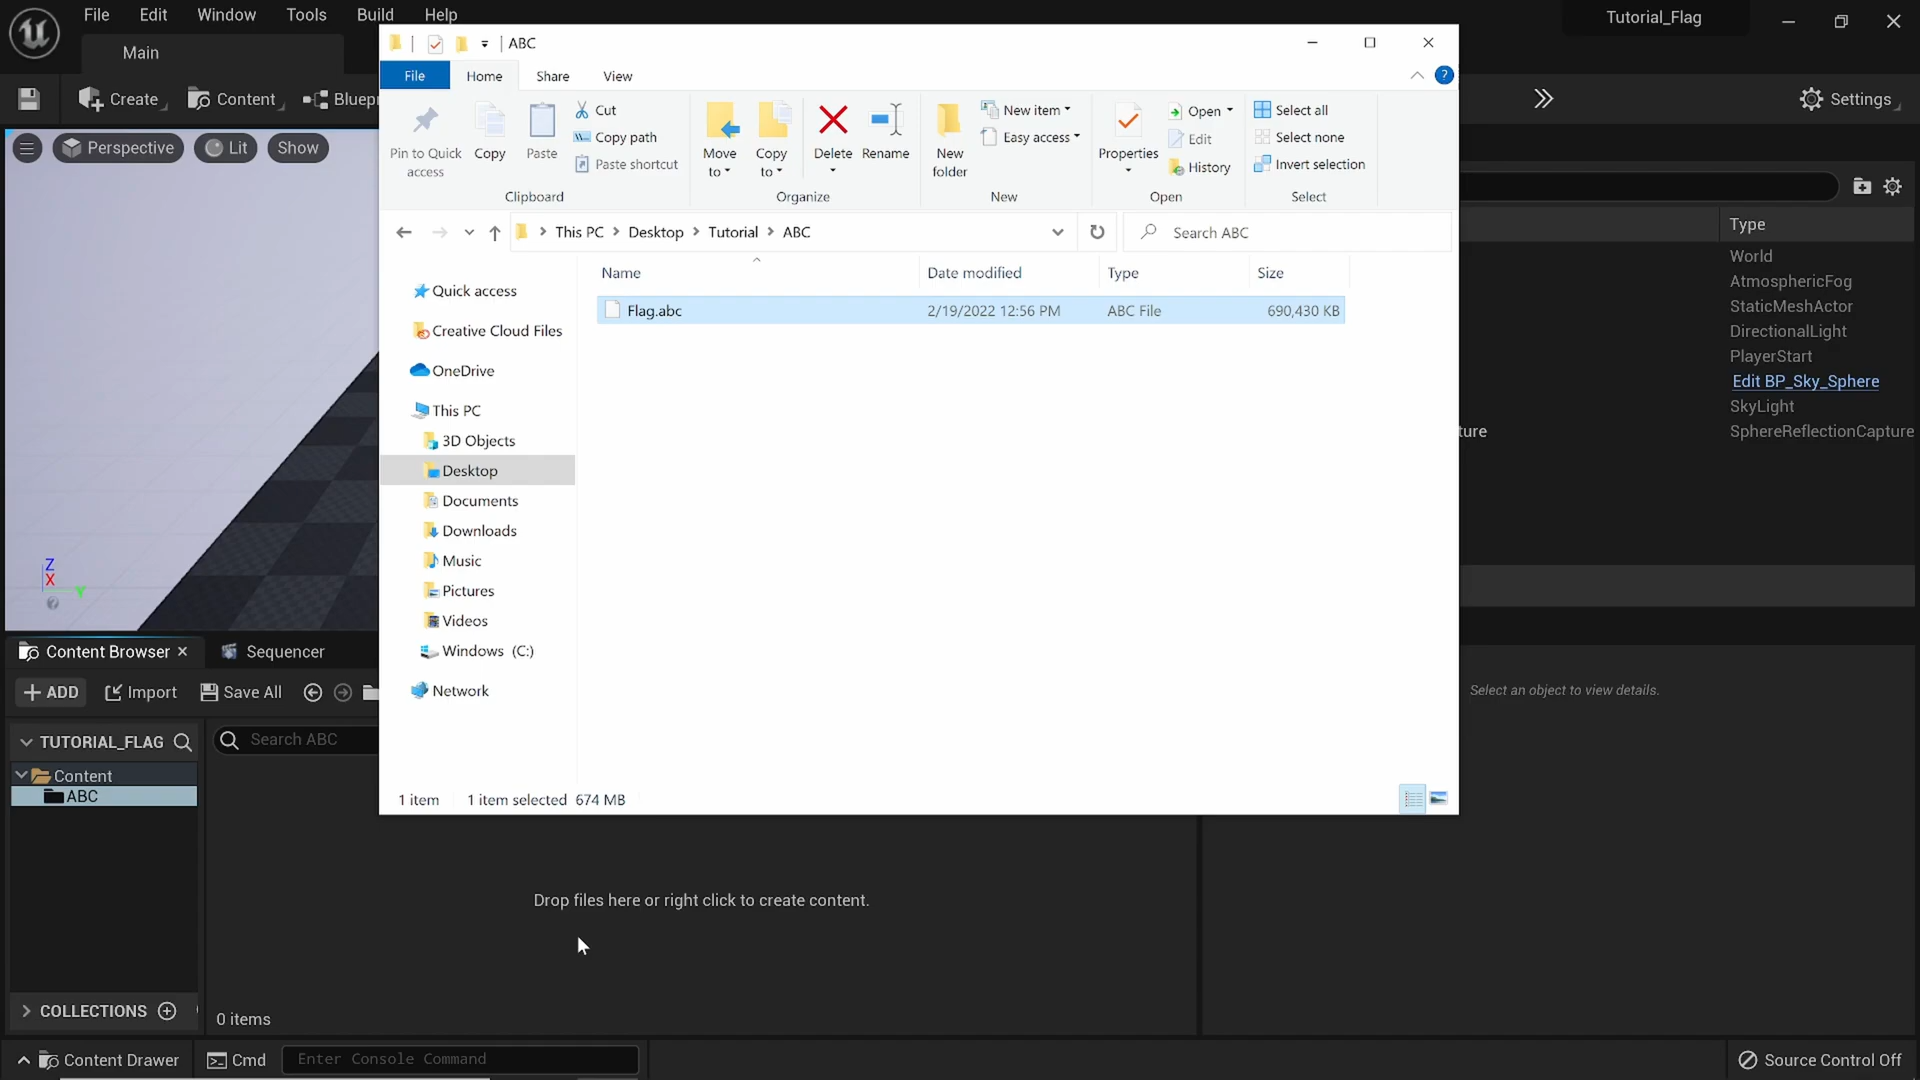 File Edit Window Tools Build Help
Tutorial_Flag
Main
Create Content Bluepr
Settings
Perspective Lit Show
ABC
File Home Share View
?
Pin to Quick access
Copy
Paste
Cut
Copy path
Paste shortcut
Clipboard
Move to
Copy to
Delete
Rename
Organize
New folder
New item
Easy access
New
Properties
Open
Edit
History
Open
Select all
Select none
Invert selection
Select
This PC > Desktop > Tutorial > ABC
Search ABC
Name Date modified Type Size
Flag.abc 2/19/2022 12:56 PM ABC File 690,430 KB
Quick access
Creative Cloud Files
OneDrive
This PC
3D Objects
Desktop
Documents
Downloads
Music
Pictures
Videos
Windows (C:)
Network
1 item 1 item selected 674 MB
Type
World
AtmosphericFog
StaticMeshActor
DirectionalLight
PlayerStart
Edit BP_Sky_Sphere
SkyLight
ture SphereReflectionCapture
Z
X
Y
?
Content Browser Sequencer
ADD Import Save All
Select an object to view details.
TUTORIAL_FLAG
Search ABC
Content
ABC
Drop files here or right click to create content.
COLLECTIONS
0 items
Content Drawer Cmd Enter Console Command
Source Control Off